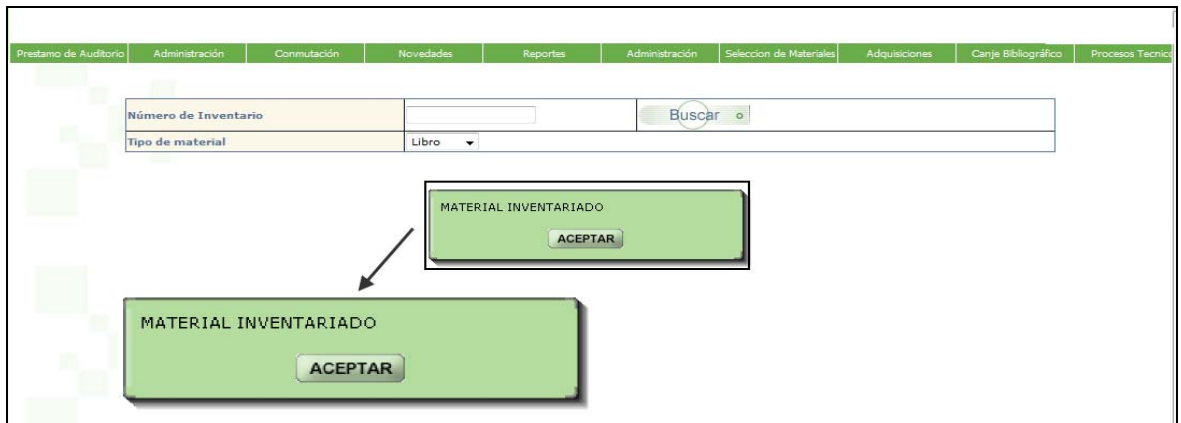 Prestamo de Auditorio Administración Conmutación Novedades Reportes Administración Seleccion de Materiales Adquisiciones Canje Bibliográfico Procesos Tecnico
Número de Inventario Buscar
Tipo de material Libro
MATERIAL INVENTARIADO
ACEPTAR
MATERIAL INVENTARIADO
ACEPTAR